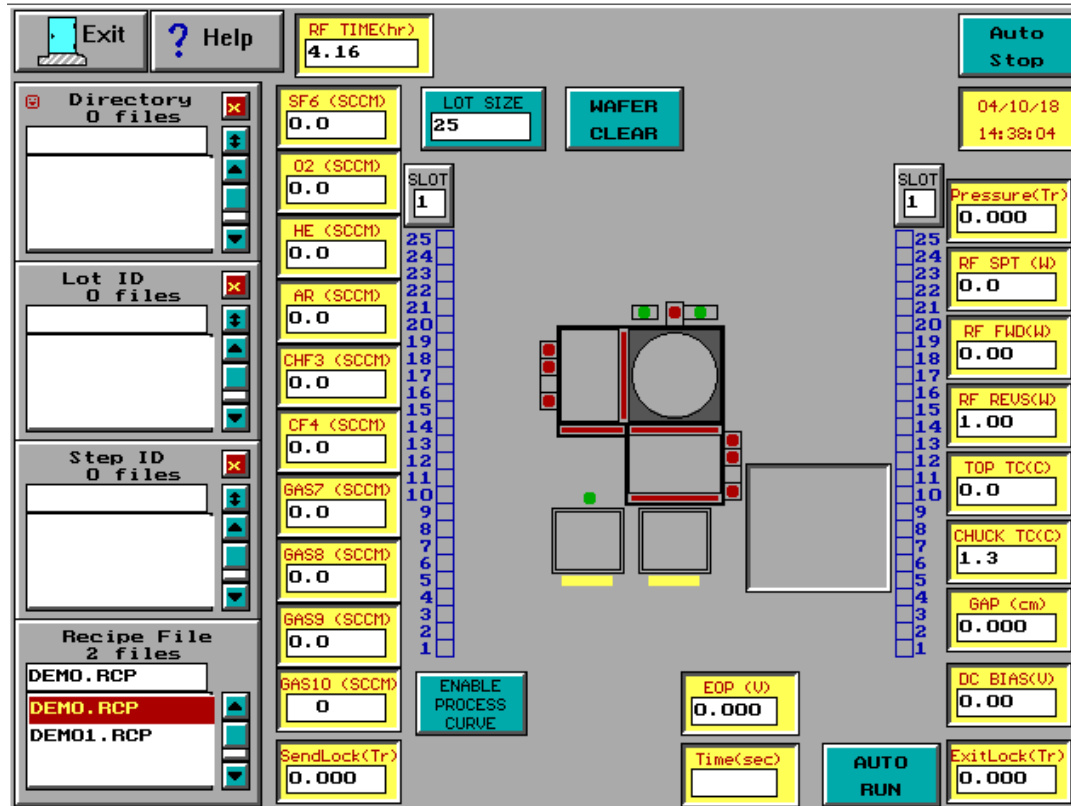 Exit
? Help
RF TIME(hr)
4.16
Auto
Stop
Directory
0 files
SF6 (SCCM)
0.0
LOT SIZE
25
WAFER
CLEAR
04/10/18
14:38:04
O2 (SCCM)
0.0
SLOT
1
SLOT
1
Pressure(Tr)
0.000
HE (SCCM)
0.0
RF SPT (W)
0.0
Lot ID
0 files
AR (SCCM)
0.0
RF FWD(W)
0.00
CHF3 (SCCM)
0.0
RF REVS(W)
1.00
CF4 (SCCM)
0.0
TOP TC(C)
0.0
Step ID
0 files
GAS7 (SCCM)
0.0
CHUCK TC(C)
1.3
GAS8 (SCCM)
0.0
GAP (cm)
0.000
GAS9 (SCCM)
0.0
25 25
24 24
23 23
22 22
21 21
20 20
19 19
18 18
17 17
16 16
15 15
14 14
13 13
12 12
11 11
10 10
9 9
8 8
7 7
6 6
5 5
4 4
3 3
2 2
1 1
Recipe File
2 files
DEMO.RCP
DEMO.RCP
DEMO1.RCP
GAS10 (SCCM)
0
ENABLE
PROCESS
CURVE
EOP (V)
0.000
DC BIAS(V)
0.00
SendLock(Tr)
0.000
Time(sec)
AUTO
RUN
ExitLock(Tr)
0.000